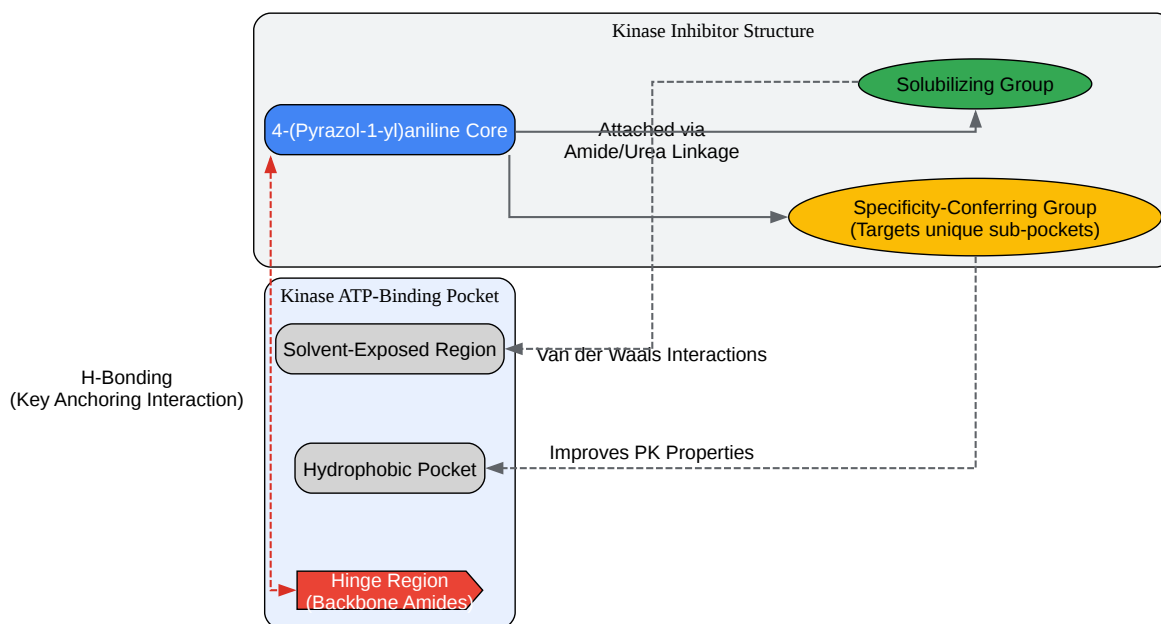 Kinase Inhibitor Structure
Solubilizing Group
4-(Pyrazol-1-yl)aniline Core
Attached via
Amide/Urea Linkage
Specificity-Conferring Group
(Targets unique sub-pockets)
Kinase ATP-Binding Pocket
Solvent-Exposed Region
Van der Waals Interactions
H-Bonding
(Key Anchoring Interaction)
Improves PK Properties
Hydrophobic Pocket
Hinge Region
(Backbone Amides)